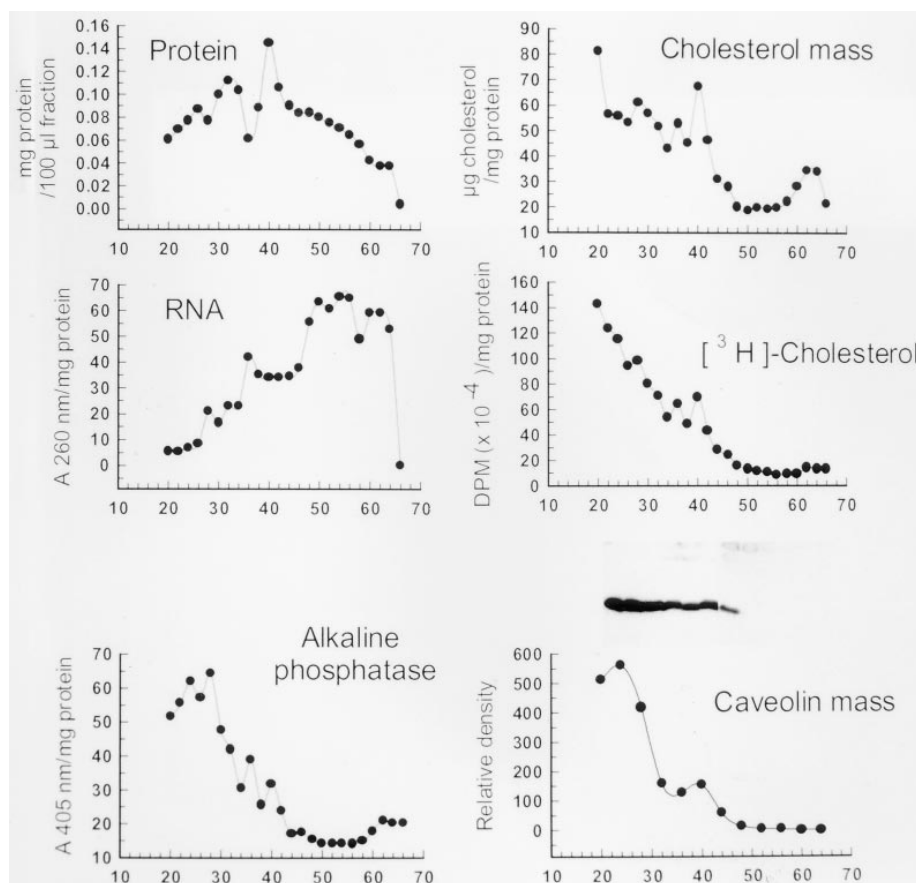 Protein
mg protein
/100 µl fraction
0.16
0.14
0.12
0.10
0.08
0.06
0.04
0.02
0.00
10 20 30 40 50 60 70
Cholesterol mass
µg cholesterol
/mg protein
90
80
70
60
50
40
30
20
10
10 20 30 40 50 60 70
RNA
A 260 nm/mg protein
70
60
50
40
30
20
10
0
10 20 30 40 50 60 70
[ ³ H ]-Cholesterol
DPM (x 10 -4 )/mg protein
160
140
120
100
80
60
40
20
0
10 20 30 40 50 60 70
Alkaline
phosphatase
A 405 nm/mg protein
70
60
50
40
30
20
10
10 20 30 40 50 60 70
Caveolin mass
Relative density
600
500
400
300
200
100
0
10 20 30 40 50 60 70